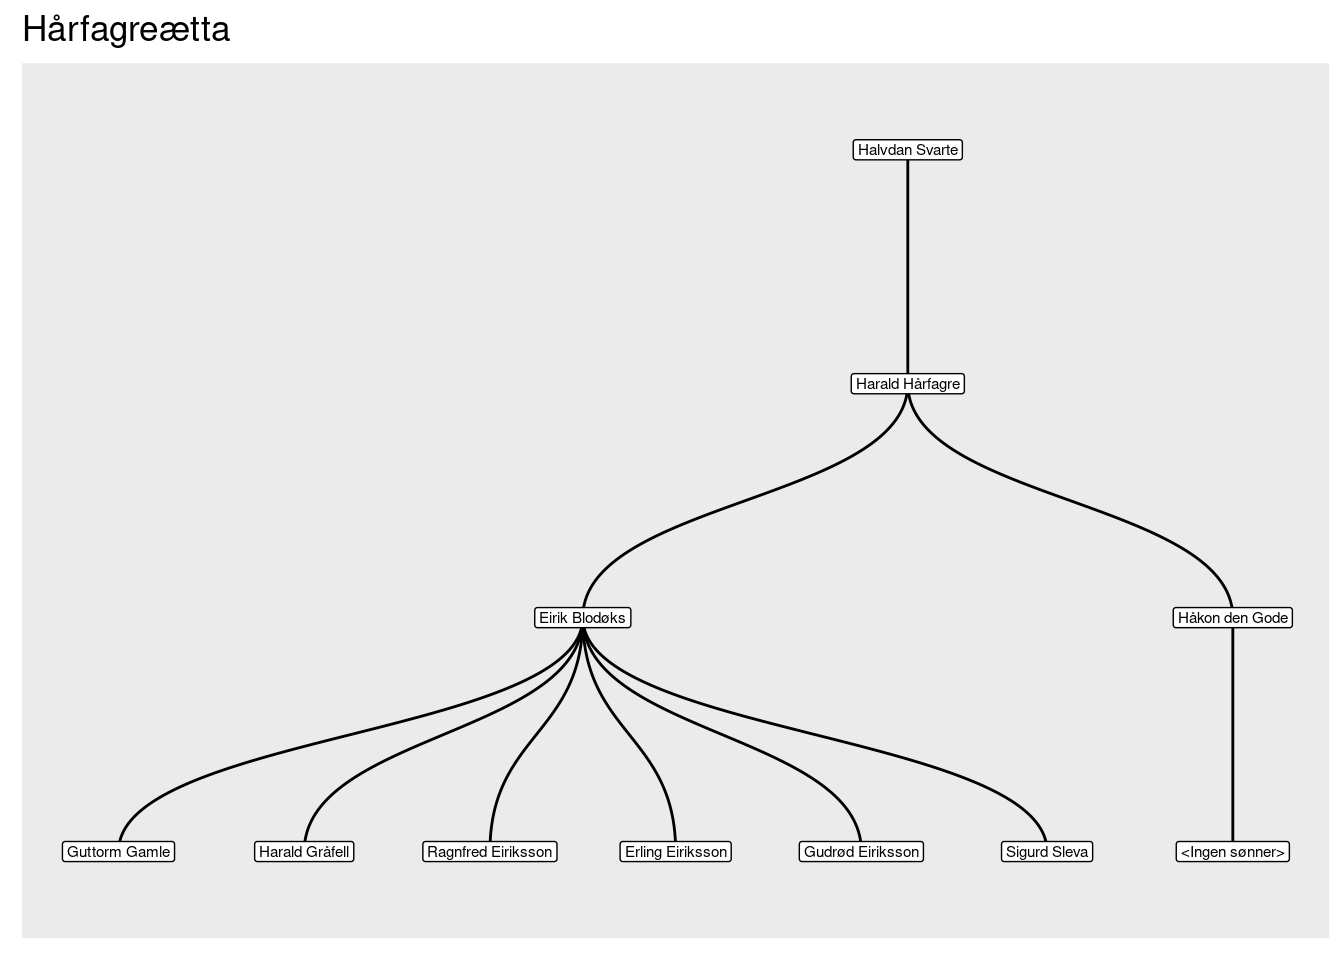 Hårfagreætta
Halvdan Svarte
Harald Hårfagre
Eirik Blodøks
Håkon den Gode
Guttorm Gamle
Harald Gråfell
Ragnfred Eiriksson
Erling Eiriksson
Gudrød Eiriksson
Sigurd Sleva
<Ingen sønner>